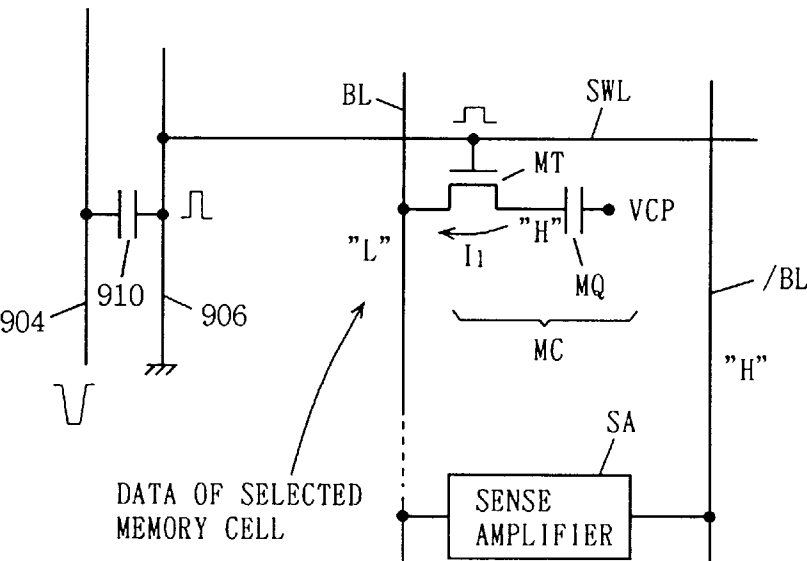 BL
SWL
MT
"H"
VCP
"L"
I1
910
MQ
/BL
904
906
MC
"H"
SA
DATA OF SELECTED
MEMORY CELL
SENSE
AMPLIFIER